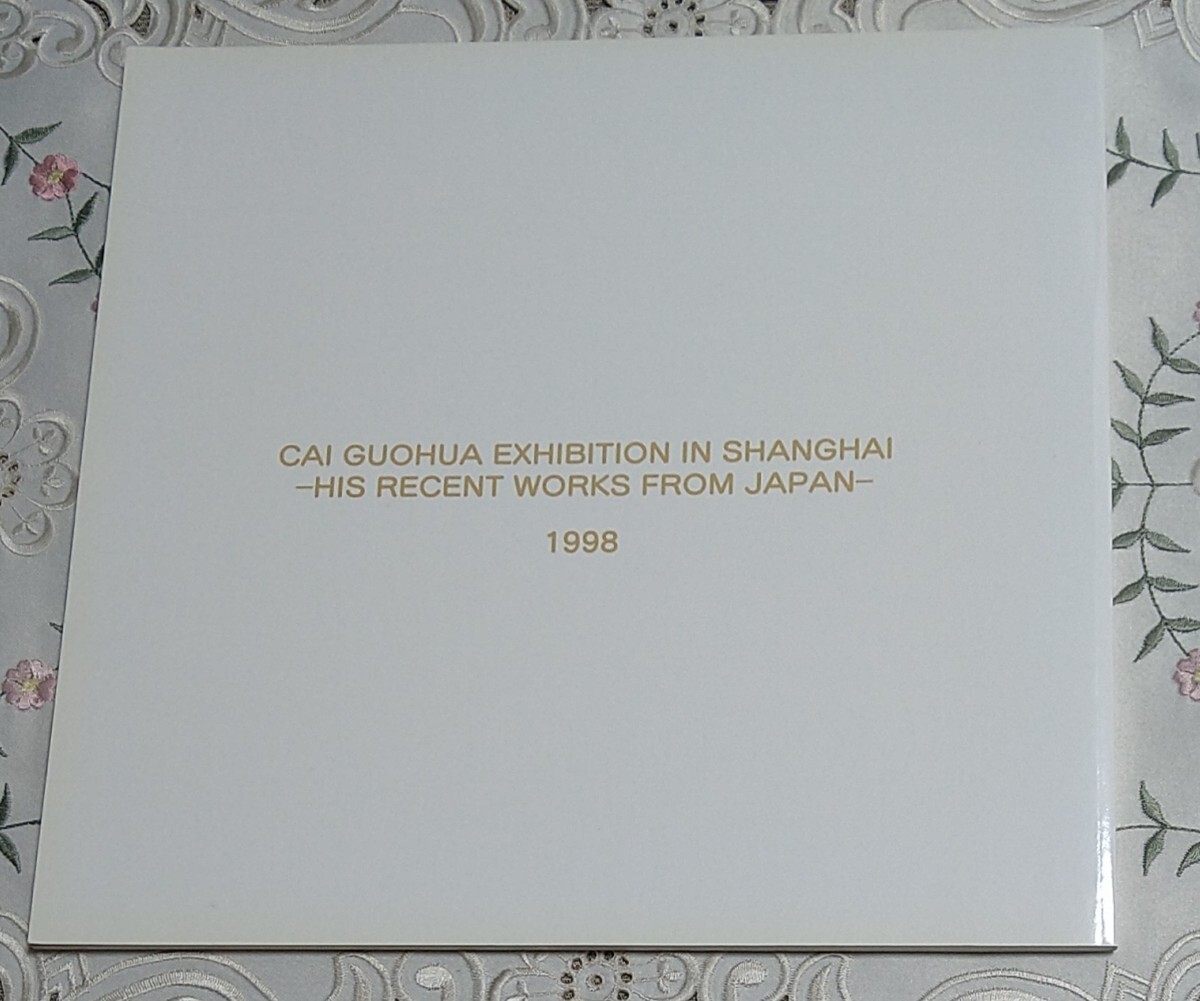 CAI GUOHUA EXHIBITION IN SHANGHAI
–HIS RECENT WORKS FROM JAPAN–
1998